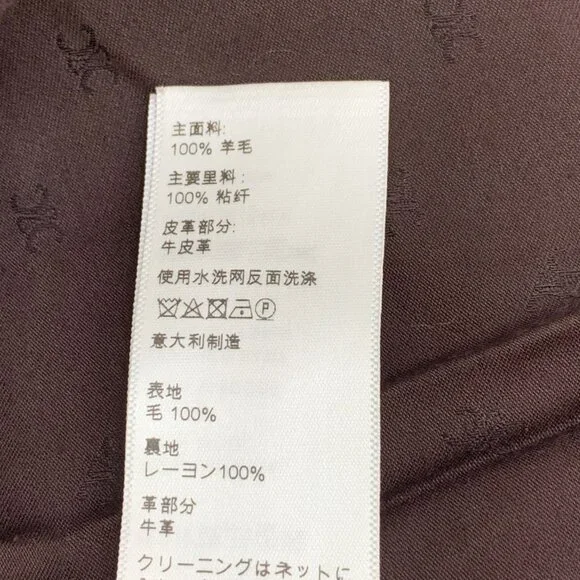 主面料:
100% 羊毛
主要里料:
100% 粘纤
皮革部分:
牛皮革
使用水洗网反面洗涤
P
意大利制造
表地
毛 100%
裏地
レーヨン100%
革部分
牛革
クリーニングはネットに